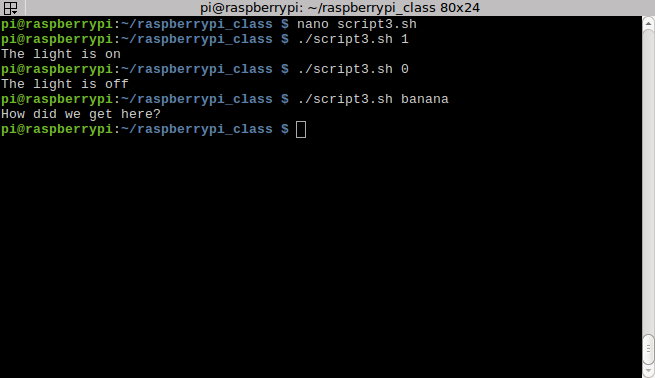 pi@raspberrypi: ~/raspberrypi_class 80x24
pi@raspberrypi:~/raspberrypi_class $ nano script3.sh
pi@raspberrypi:~/raspberrypi_class $ ./script3.sh 1
The light is on
pi@raspberrypi:~/raspberrypi_class $ ./script3.sh 0
The light is off
pi@raspberrypi:~/raspberrypi_class $ ./script3.sh banana
How did we get here?
pi@raspberrypi:~/raspberrypi_class $